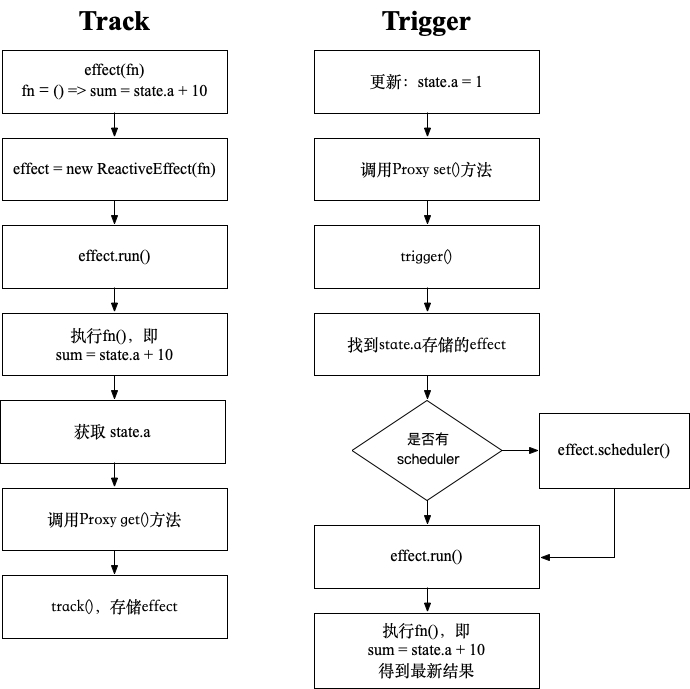 Track
effect(fn)
fn = () => sum = state.a + 10
effect = new ReactiveEffect(fn)
effect.run()
执行fn()，即
sum = state.a + 10
获取 state.a
调用Proxy get()方法
track()，存储effect
Trigger
更新：state.a = 1
调用Proxy set()方法
trigger()
找到state.a存储的effect
是否有
scheduler
effect.scheduler()
effect.run()
执行fn()，即
sum = state.a + 10
得到最新结果